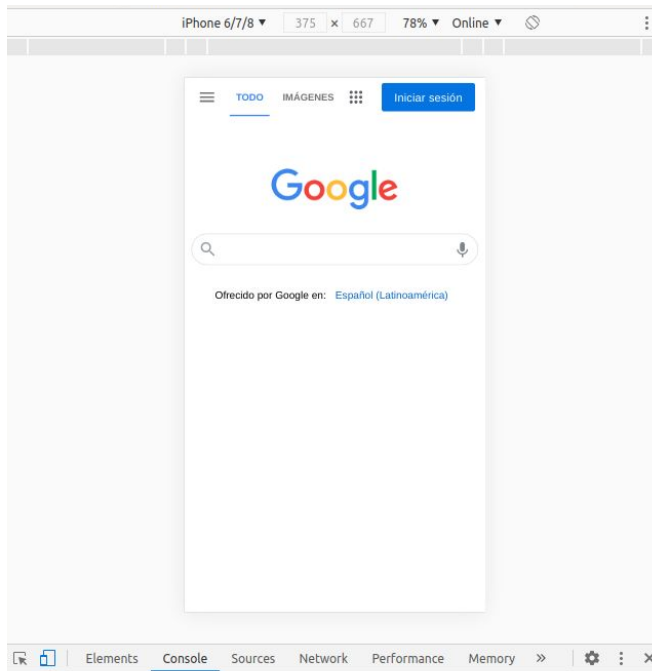 iPhone 6/7/8 ▼ 375 × 667 78% ▼ Online ▼
TODO IMÁGENES Iniciar sesión
Google
Ofrecido por Google en: Español (Latinoamérica)
Elements Console Sources Network Performance Memory »